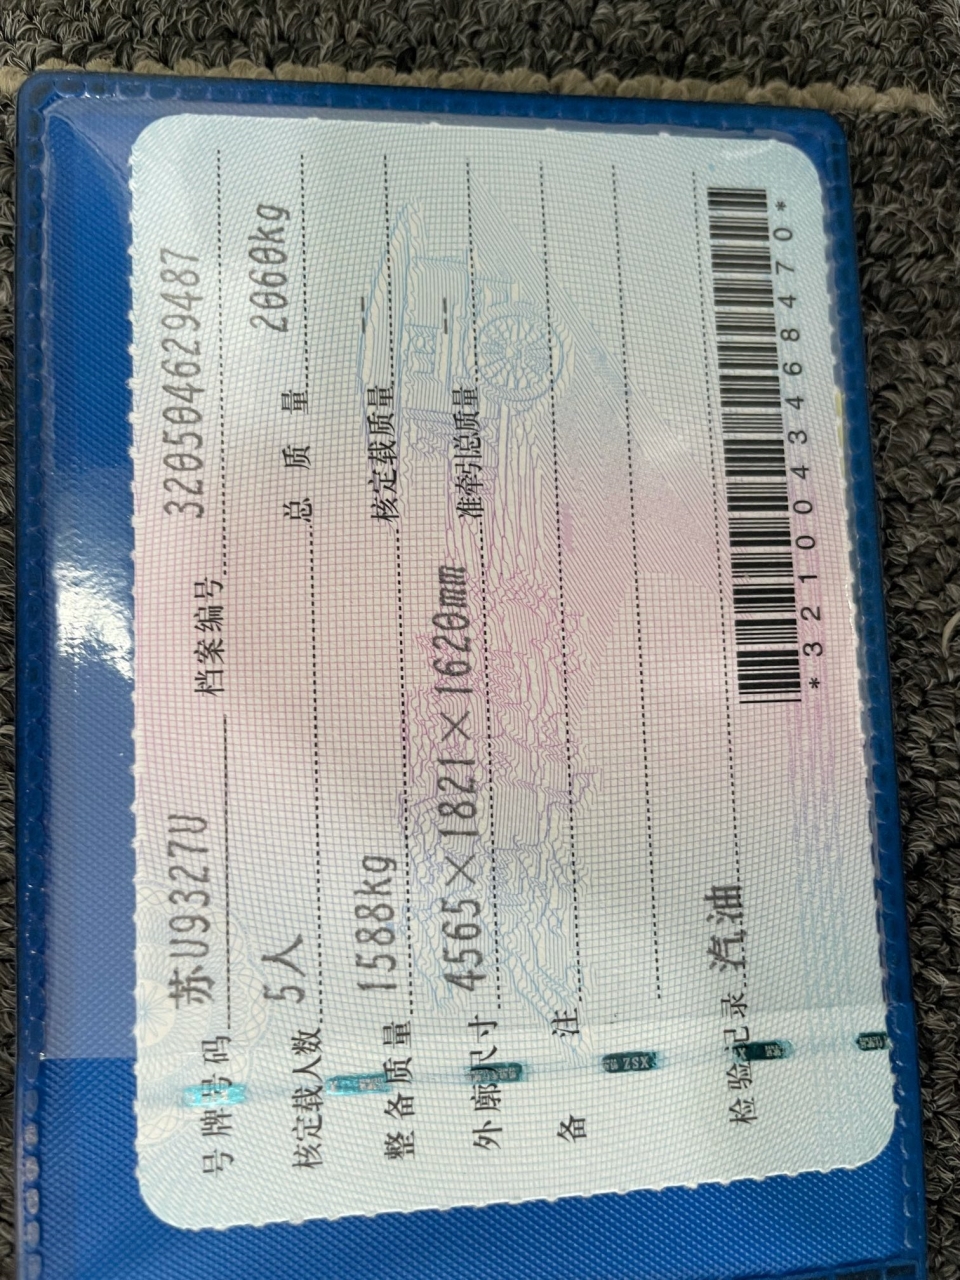 号牌号码 苏U9327U 档案编号 320504629487
核定载人数 5人 总质量 2060kg
整备质量 1588kg 核定载质量 --
外廓尺寸 4565×1821×1620mm 准牵引总质量 --
备注
检验记录 汽油
*3210043468470*
XSZ